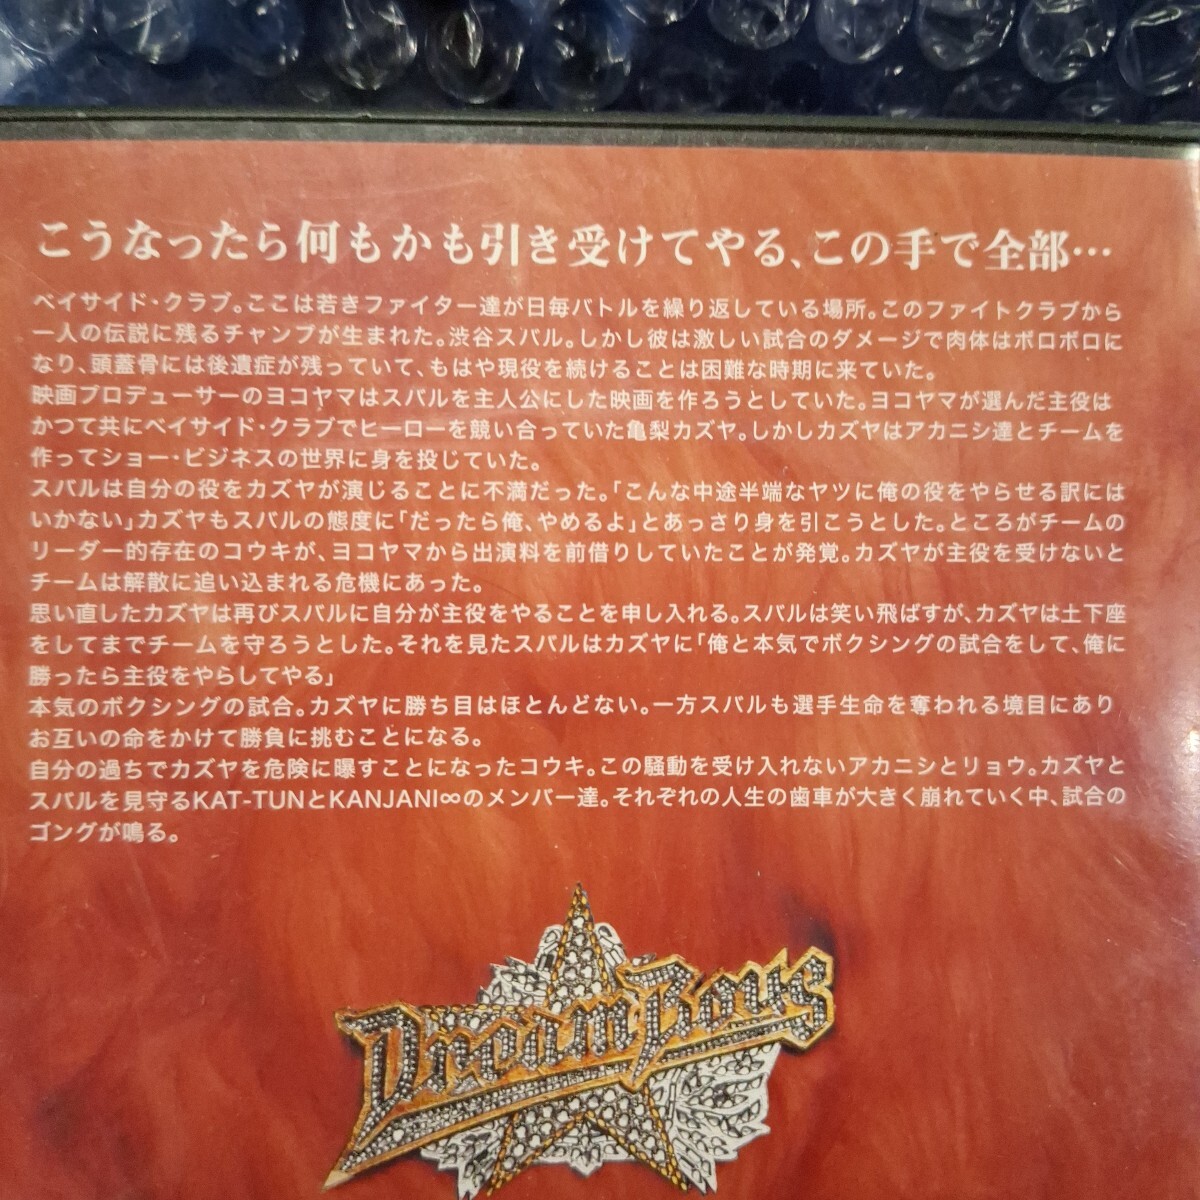 こうなったら何もかも引き受けてやる、この手で全部…
ベイサイド・クラブ。ここは若きファイター達が日毎バトルを繰り返している場所。このファイトクラブから
一人の伝説に残るチャンプが生まれた。渋谷スバル。しかし彼は激しい試合のダメージで肉体はボロボロに
なり、頭蓋骨には後遺症が残っていて、もはや現役を続けることは困難な時期に来ていた。
映画プロデューサーのヨコヤマはスバルを主人公にした映画を作ろうとしていた。ヨコヤマが選んだ主役は
かつて共にベイサイド・クラブでヒーローを競い合っていた亀梨カズヤ。しかしカズヤはアカニシ達とチームを
作ってショー・ビジネスの世界に身を投じていた。
スバルは自分の役をカズヤが演じることに不満だった。「こんな中途半端なヤツに俺の役をやらせる訳には
いかない」カズヤもスバルの態度に「だったら俺、やめるよ」とあっさり身を引こうとした。ところがチームの
リーダー的存在のコウキが、ヨコヤマから出演料を前借りしていたことが発覚。カズヤが主役を受けないと
チームは解散に追い込まれる危機にあった。
思い直したカズヤは再びスバルに自分が主役をやることを申し入れる。スバルは笑い飛ばすが、カズヤは土下座
をしてまでチームを守ろうとした。それを見たスバルはカズヤに「俺と本気でボクシングの試合をして、俺に
勝ったら主役をやらしてやる」
本気のボクシングの試合。カズヤに勝ち目はほとんどない。一方スバルも選手生命を奪われる境目にあり
お互いの命をかけて勝負に挑むことになる。
自分の過ちでカズヤを危険に曝すことになったコウキ。この騒動を受け入れないアカニシとリョウ。カズヤと
スバルを見守るKAT-TUNとKANJANI∞のメンバー達。それぞれの人生の歯車が大きく崩れていく中、試合の
ゴングが鳴る。
DreamBoys